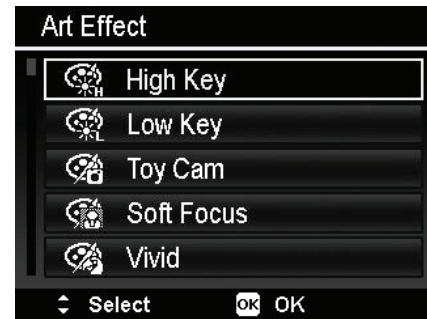 Art Effect
High Key
Low Key
Toy Cam
Soft Focus
Vivid
Select OK OK